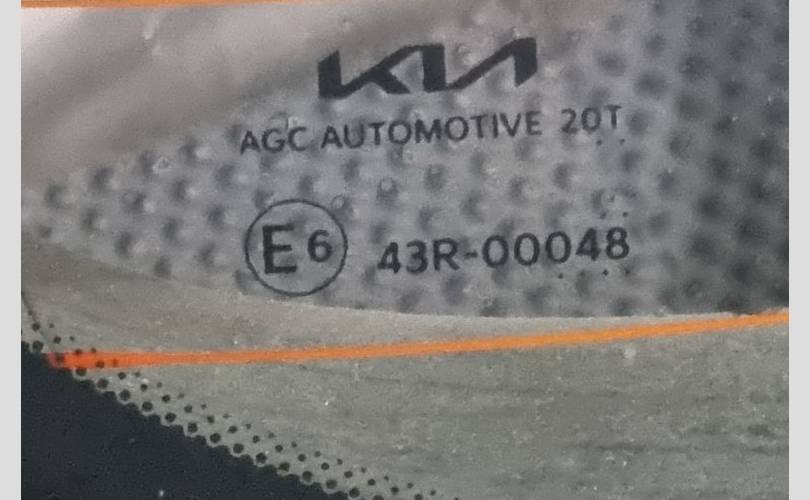 KIA
AGC AUTOMOTIVE 20T
E6 43R-00048